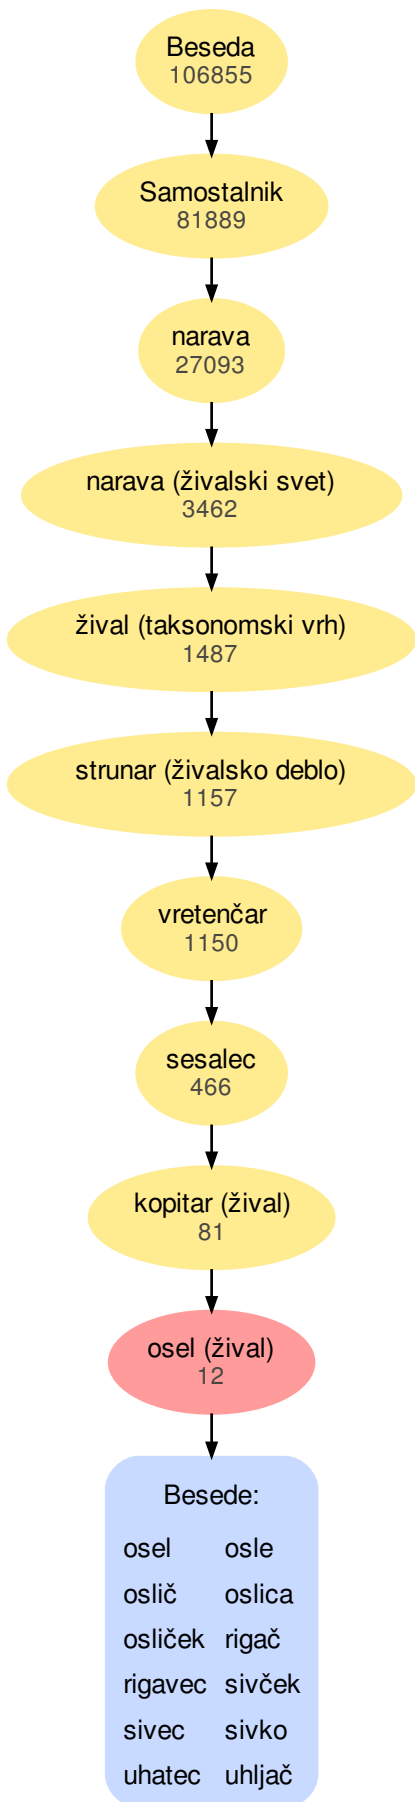 Beseda
106855
Samostalnik
81889
narava
27093
narava (živalski svet)
3462
žival (taksonomski vrh)
1487
strunar (živalsko deblo)
1157
vretenčar
1150
sesalec
466
kopitar (žival)
81
osel (žival)
12
Besede:
osel osle
oslič oslica
osliček rigač
rigavec sivček
sivec sivko
uhatec uhljač